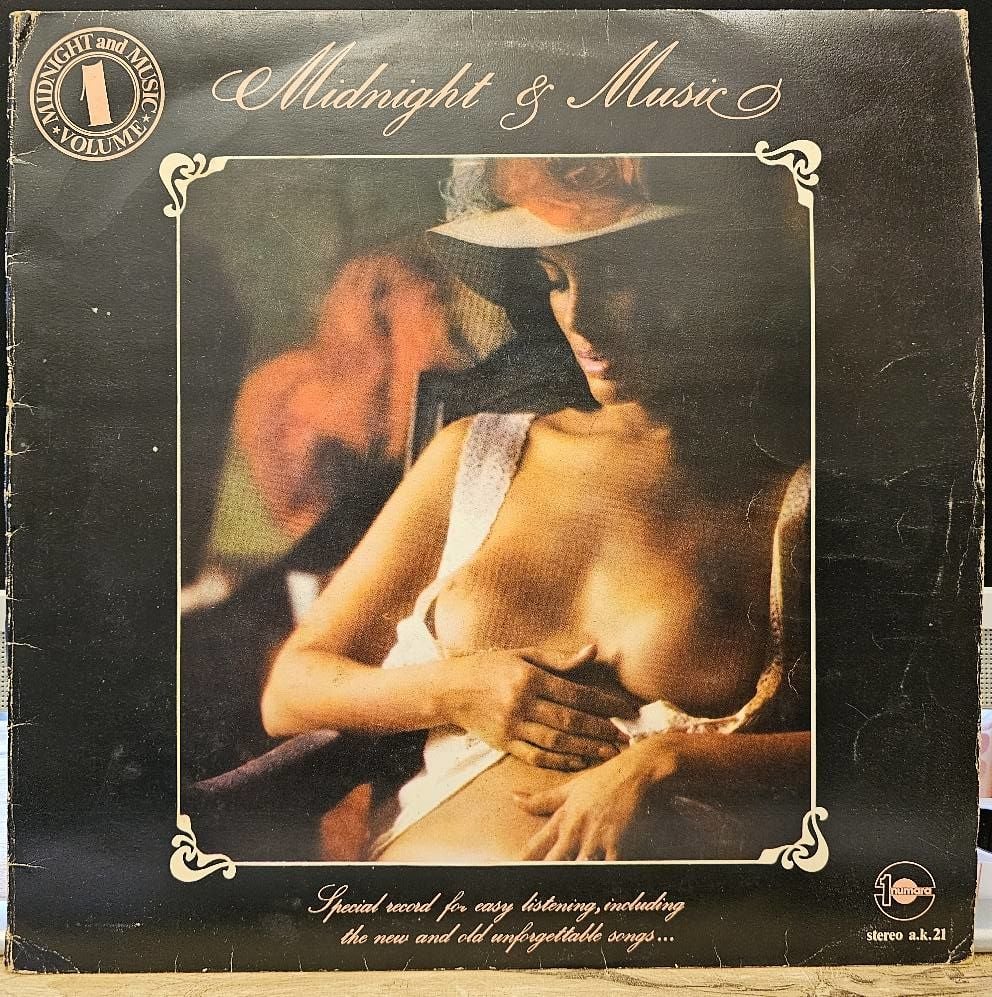 MIDNIGHT and MUSIC
1
★ VOLUME ★
Midnight & Music
Special record for easy listening, including
the new and old unforgettable songs...
1 numara
stereo a.k.21